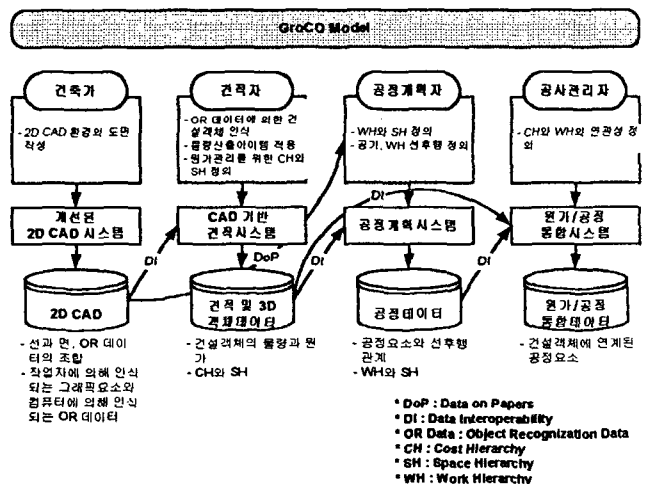 GroCO Model
건축가
- 2D CAD 환경의 도면
작성
개선된
2D CAD 시스템
DI
2D CAD
- 선과 면, OR 데이
터의 조합
- 작업자에 의해 인식
되는 그래픽요소와
컴퓨터에 의해 인식
되는 OR 데이터
견적자
- OR 데이터에 의한 건
설객체 인식
- 물량산출아이템 적용
- 원가관리를 위한 CH와
SH 정의
CAD 기반
견적시스템
DoP
DI
견적 및 3D
객체데이터
- 건설객체의 물량과 원
가
- CH와 SH
공정계획자
- WH와 SH 정의
- 공기, WH 선후행 정의
DI
공정계획시스템
DI
공정데이터
- 공정요소와 선후행
관계
- WH와 SH
공사관리자
- CH와 WH의 연관성 정
의
원가/공정
통합시스템
원가/공정
통합데이터
- 건설객체에 연계된
공정요소
* DoP : Data on Papers
* DI : Data Interoperability
* OR Data : Object Recognization Data
* CH : Cost Hierarchy
* SH : Space Hierarchy
* WH : Work Hierarchy